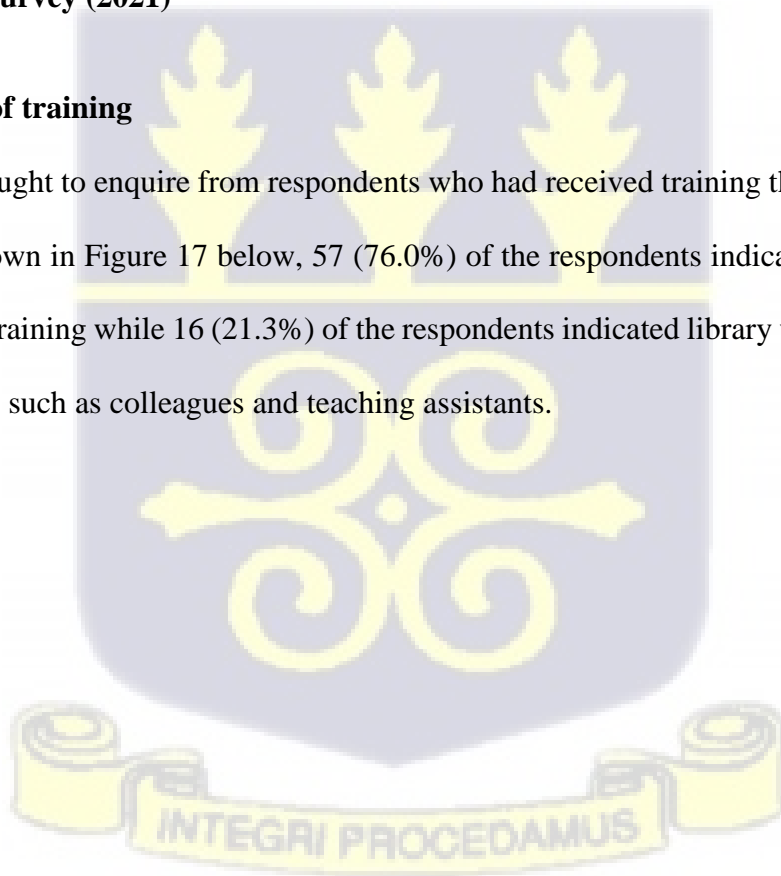 urvey (2021)
of training
ught to enquire from respondents who had received training th
own in Figure 17 below, 57 (76.0%) of the respondents indica
raining while 16 (21.3%) of the respondents indicated library
such as colleagues and teaching assistants.
INTEGRI PROCEDAMUS